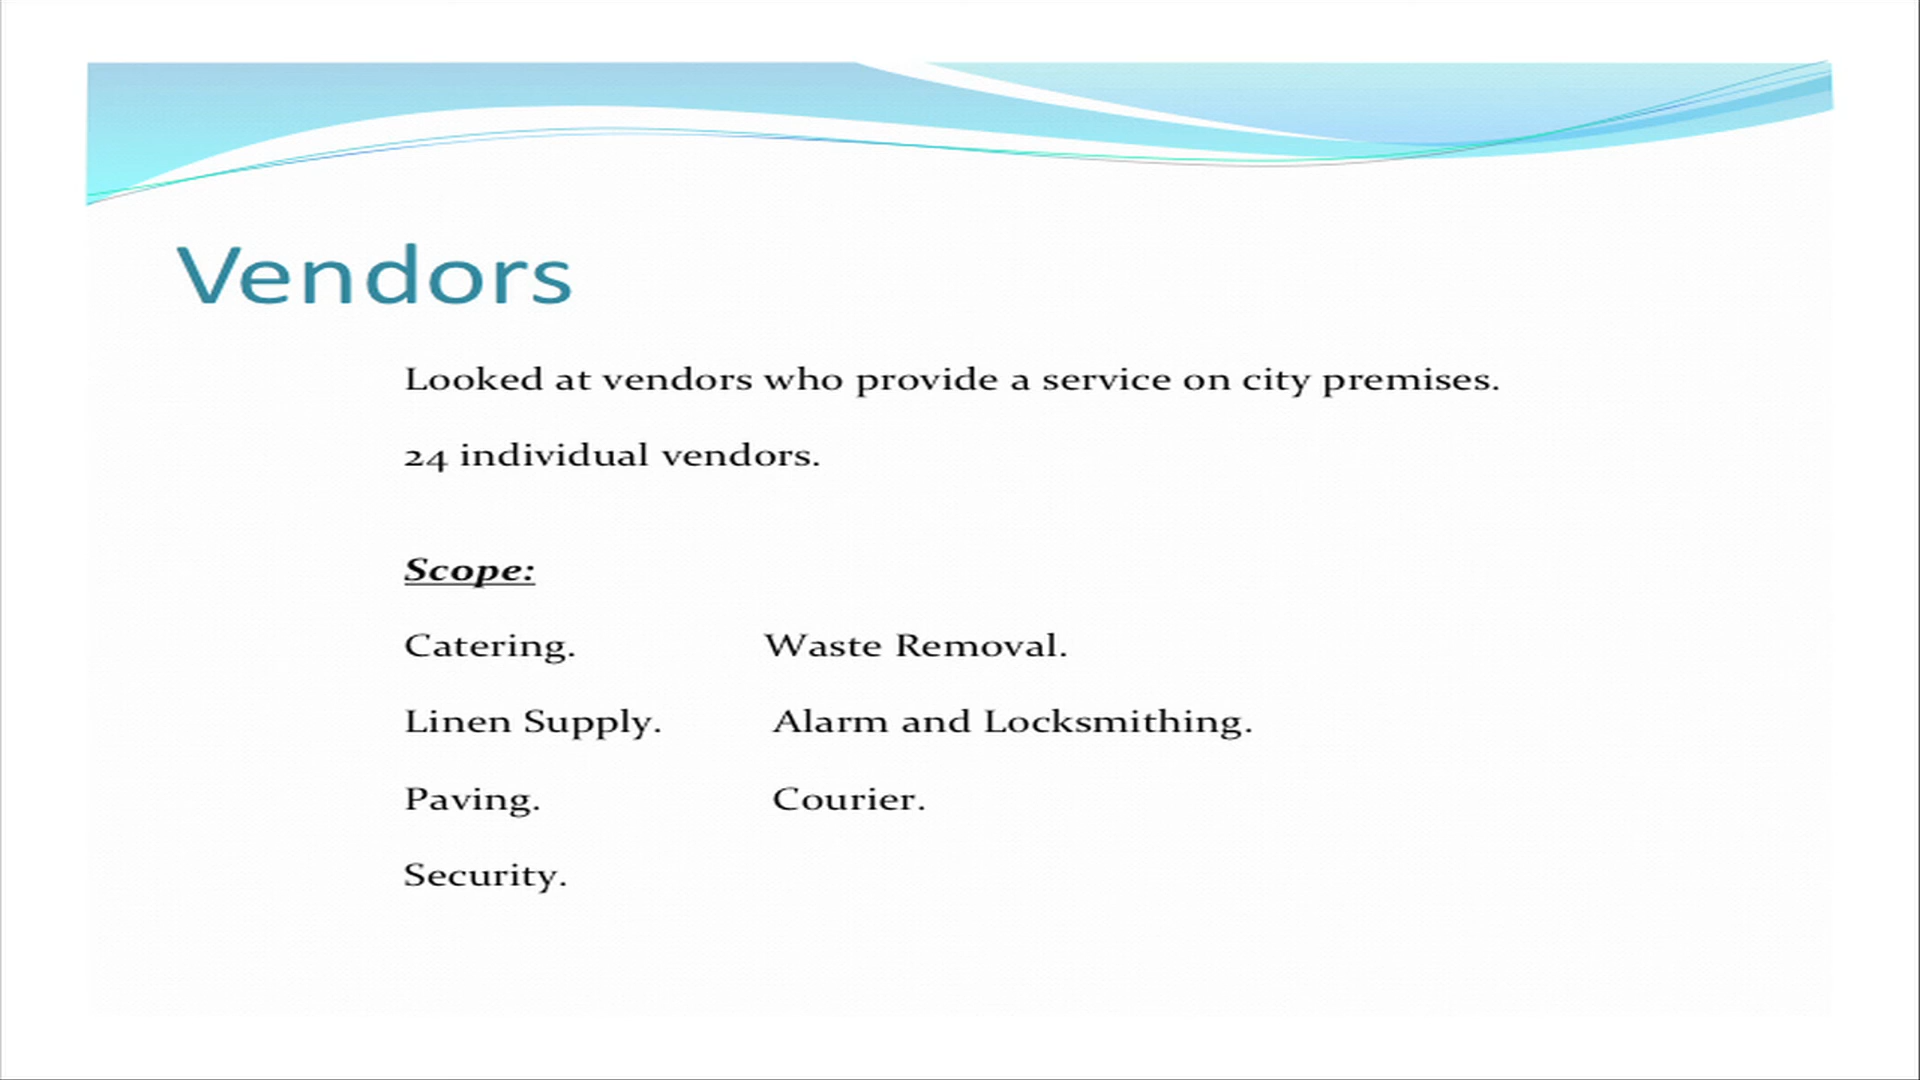 Vendors
Looked at vendors who provide a service on city premises.
24 individual vendors.
Scope:
Catering. Waste Removal.
Linen Supply. Alarm and Locksmithing.
Paving. Courier.
Security.